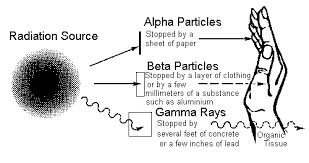 Alpha Particles
Radiation Source
Stopped by a
sheet of paper
Beta Particles
Stopped by a layer of clothing
or by a few
millimeters of a substance
such as aluminium
Gamma Rays
Stopped by
several feet of concrete
or a few inches of lead
Organic
Tissue